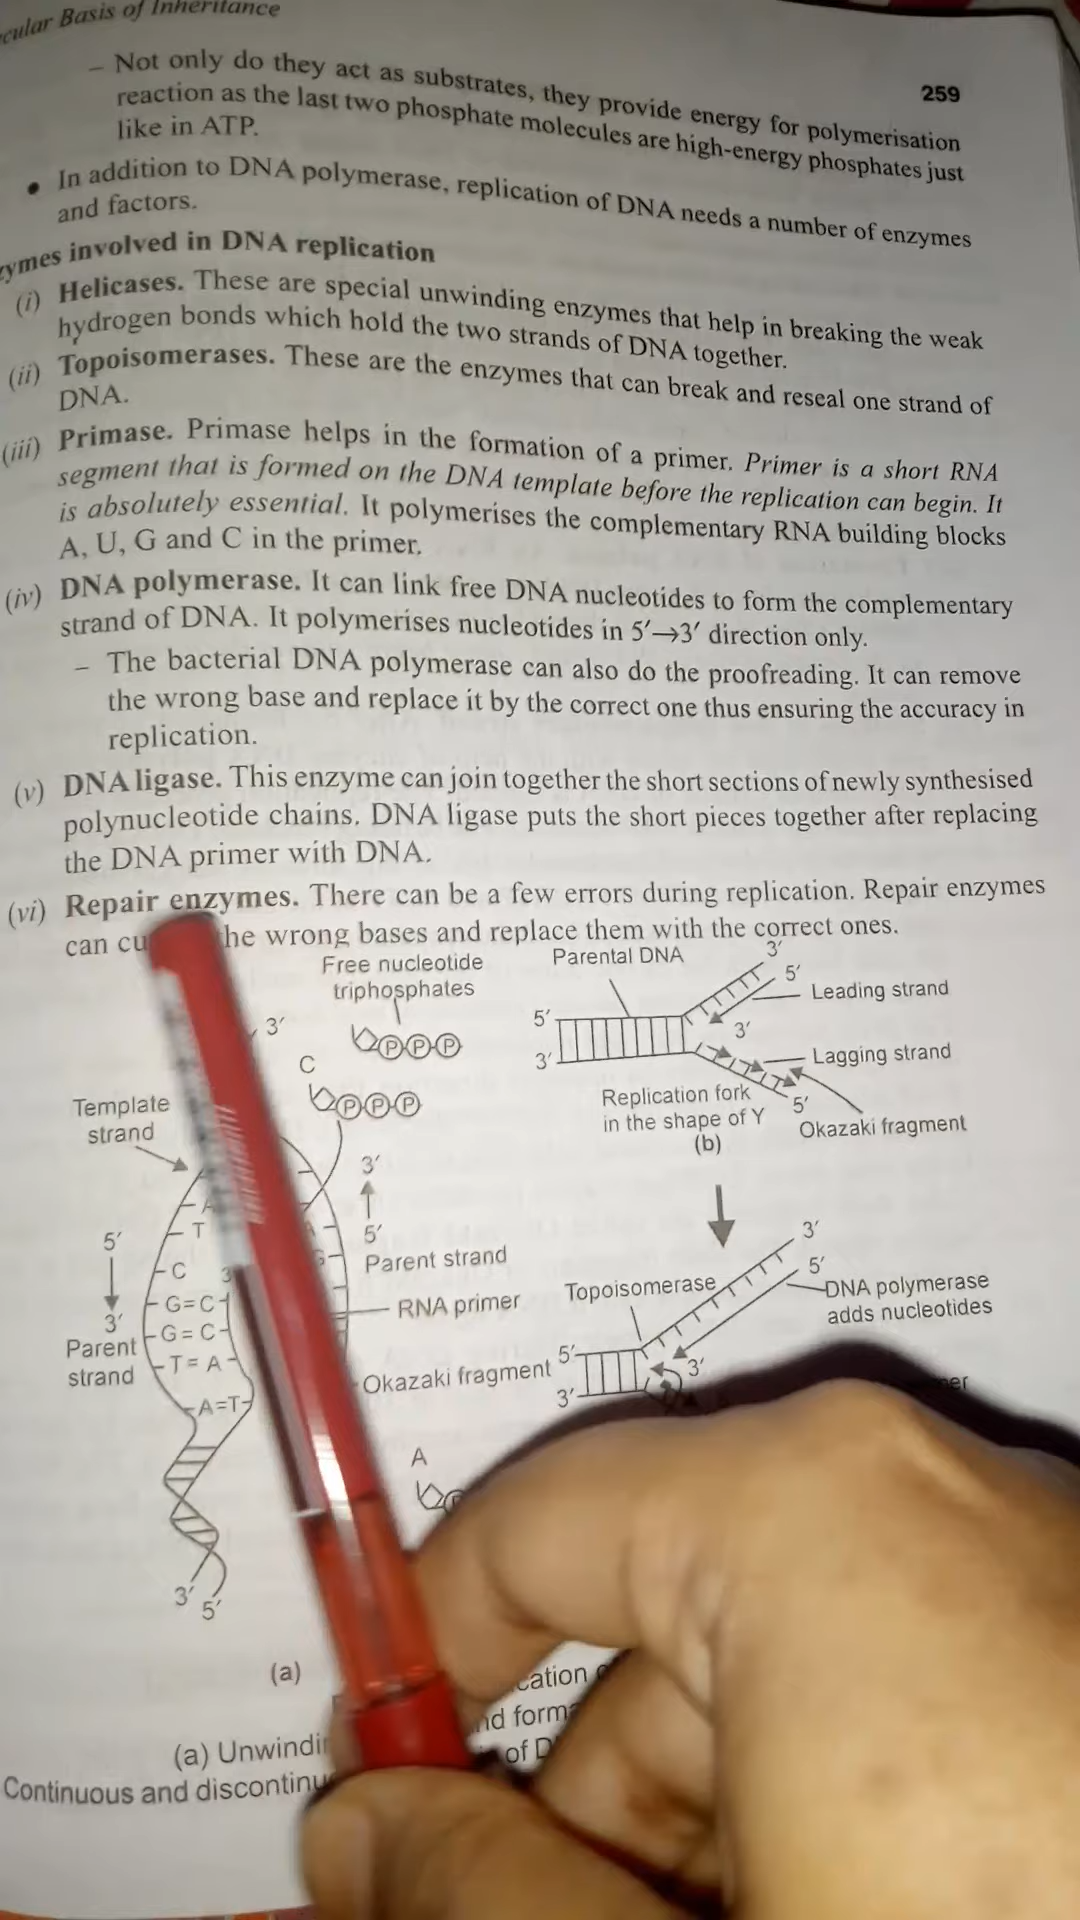 cular Basis of Inheritance
259
– Not only do they act as substrates, they provide energy for polymerisation
reaction as the last two phosphate molecules are high-energy phosphates just
like in ATP.
• In addition to DNA polymerase, replication of DNA needs a number of enzymes
and factors.
zymes involved in DNA replication
(i) Helicases. These are special unwinding enzymes that help in breaking the weak
hydrogen bonds which hold the two strands of DNA together.
(ii) Topoisomerases. These are the enzymes that can break and reseal one strand of
DNA.
(iii) Primase. Primase helps in the formation of a primer. Primer is a short RNA
segment that is formed on the DNA template before the replication can begin. It
is absolutely essential. It polymerises the complementary RNA building blocks
A, U, G and C in the primer.
(iv) DNA polymerase. It can link free DNA nucleotides to form the complementary
strand of DNA. It polymerises nucleotides in 5′→3′ direction only.
– The bacterial DNA polymerase can also do the proofreading. It can remove
the wrong base and replace it by the correct one thus ensuring the accuracy in
replication.
(v) DNA ligase. This enzyme can join together the short sections of newly synthesised
polynucleotide chains. DNA ligase puts the short pieces together after replacing
the DNA primer with DNA.
(vi) Repair enzymes. There can be a few errors during replication. Repair enzymes
can cu he wrong bases and replace them with the correct ones.
Free nucleotide
triphosphates
3′
P P P
C
P P P
Template
strand
3′
5′
Parent strand
5′
3′
Parent
strand
A
T
C
G=C
G=C
T=A
A=T
RNA primer
Okazaki fragment
A
3′
5′
(a)
Parental DNA
3′
5′
Leading strand
5′
3′
3′
Lagging strand
Replication fork
in the shape of Y
5′
Okazaki fragment
(b)
3′
5′
Topoisomerase
DNA polymerase
adds nucleotides
5′
3′
3′
cation
nd form
(a) Unwindi
of D
Continuous and discontinu